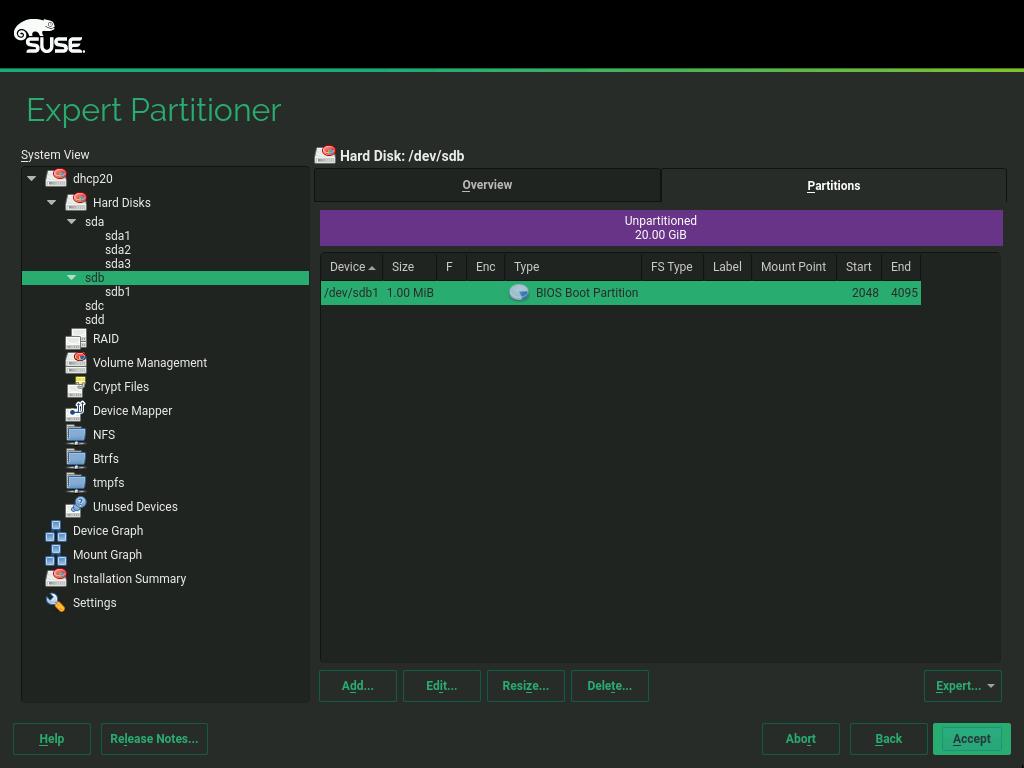 SUSE.
Expert Partitioner
System View
dhcp20
Hard Disks
sda
sda1
sda2
sda3
sdb
sdb1
sdc
sdd
RAID
Volume Management
Crypt Files
Device Mapper
NFS
Btrfs
tmpfs
Unused Devices
Device Graph
Mount Graph
Installation Summary
Settings
Hard Disk: /dev/sdb
Overview Partitions
Unpartitioned
20.00 GiB
Device Size F Enc Type FS Type Label Mount Point Start End
/dev/sdb1 1.00 MiB BIOS Boot Partition 2048 4095
Add... Edit... Resize... Delete... Expert...
Help Release Notes... Abort Back Accept